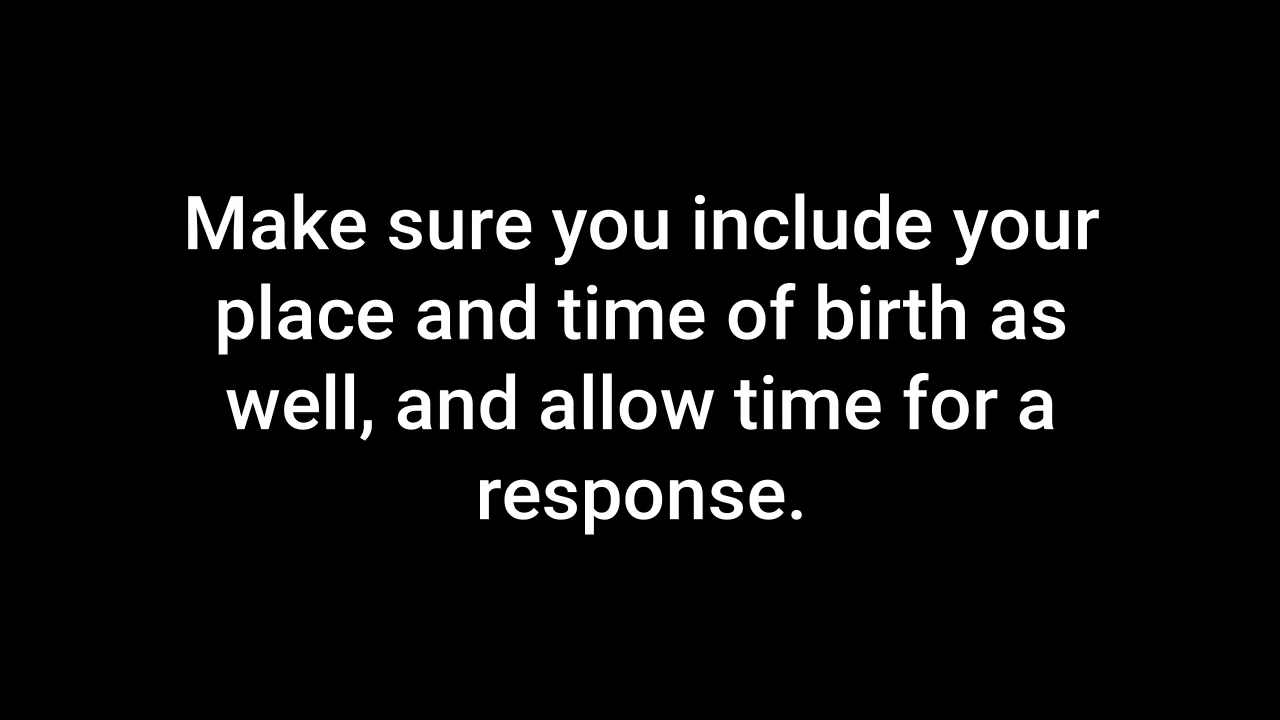 Make sure you include your
place and time of birth as
well, and allow time for a
response.